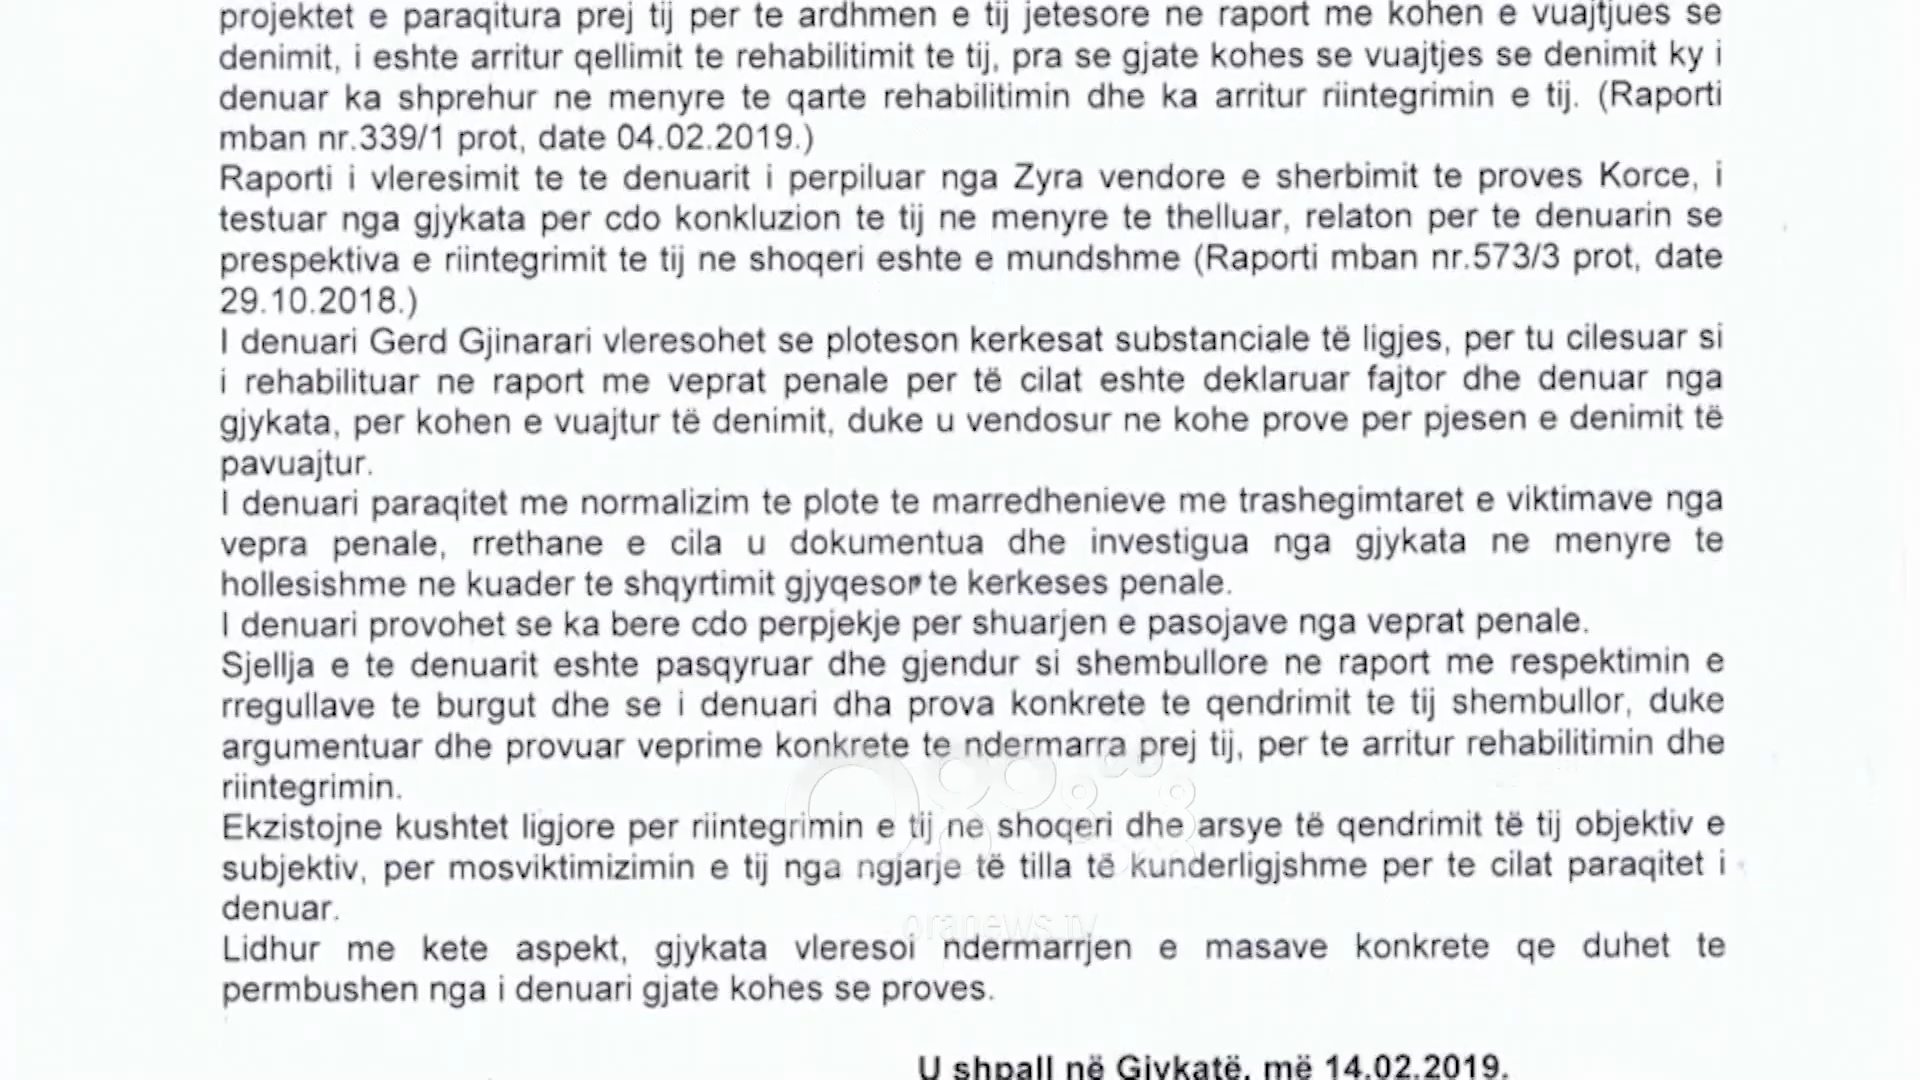 projektet e paraqitura prej tij per te ardhmen e tij jetesore ne raport me kohen e vuajtjues se
denimit, i eshte arritur qellimit te rehabilitimit te tij, pra se gjate kohes se vuajtjes se denimit ky i
denuar ka shprehur ne menyre te qarte rehabilitimin dhe ka arritur riintegrimin e tij. (Raporti
mban nr.339/1 prot, date 04.02.2019.)
Raporti i vleresimit te te denuarit i perpiluar nga Zyra vendore e sherbimit te proves Korce, i
testuar nga gjykata per cdo konkluzion te tij ne menyre te thelluar, relaton per te denuarin se
prespektiva e riintegrimit te tij ne shoqeri eshte e mundshme (Raporti mban nr.573/3 prot, date
29.10.2018.)
I denuari Gerd Gjinarari vleresohet se ploteson kerkesat substanciale të ligjes, per tu cilesuar si
i rehabilituar ne raport me veprat penale per të cilat eshte deklaruar fajtor dhe denuar nga
gjykata, per kohen e vuajtur të denimit, duke u vendosur ne kohe prove per pjesen e denimit të
pavuajtur.
I denuari paraqitet me normalizim te plote te marredhenieve me trashegimtaret e viktimave nga
vepra penale, rrethane e cila u dokumentua dhe investigua nga gjykata ne menyre te
hollesishme ne kuader te shqyrtimit gjyqesor te kerkeses penale.
I denuari provohet se ka bere cdo perpjekje per shuarjen e pasojave nga veprat penale.
Sjellja e te denuarit eshte pasqyruar dhe gjendur si shembullore ne raport me respektimin e
rregullave te burgut dhe se i denuari dha prova konkrete te qendrimit te tij shembullor, duke
argumentuar dhe provuar veprime konkrete te ndermarra prej tij, per te arritur rehabilitimin dhe
riintegrimin.
Ekzistojne kushtet ligjore per riintegrimin e tij ne shoqeri dhe arsye të qendrimit të tij objektiv e
subjektiv, per mosviktimizimin e tij nga ngjarje të tilla të kunderligjshme per te cilat paraqitet i
denuar.
oranews.tv
Lidhur me kete aspekt, gjykata vleresoi ndermarrjen e masave konkrete qe duhet te
permbushen nga i denuari gjate kohes se proves.
U shpall në Gjykatë, më 14.02.2019.